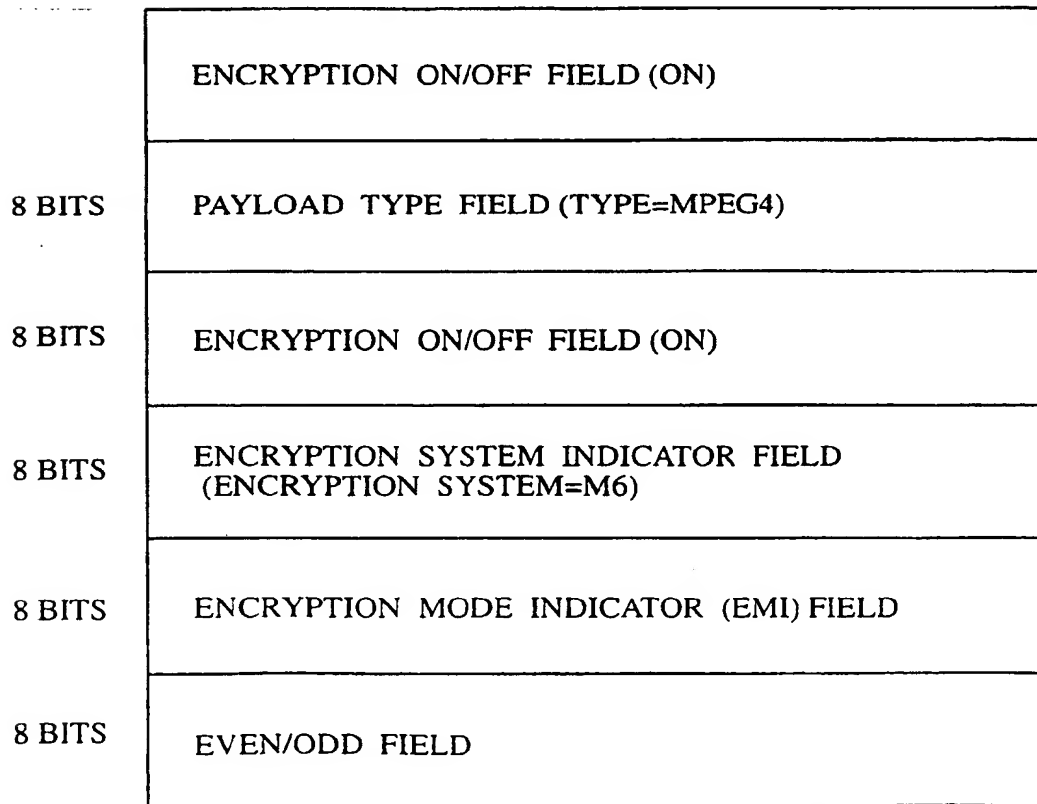 ENCRYPTION ON/OFF FIELD (ON)
8 BITS PAYLOAD TYPE FIELD (TYPE=MPEG4)
8 BITS ENCRYPTION ON/OFF FIELD (ON)
8 BITS ENCRYPTION SYSTEM INDICATOR FIELD
(ENCRYPTION SYSTEM=M6)
8 BITS ENCRYPTION MODE INDICATOR (EMI) FIELD
8 BITS EVEN/ODD FIELD